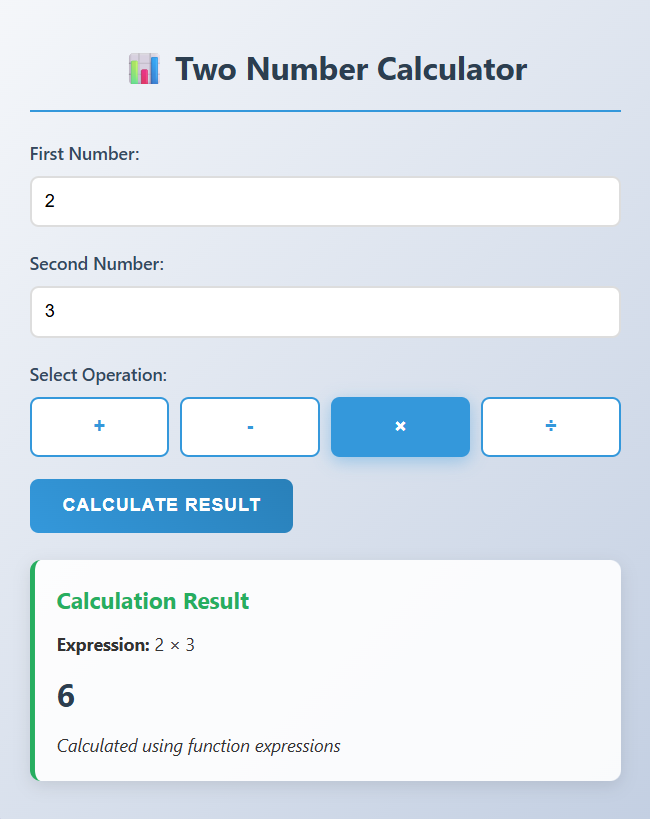 Two Number Calculator
First Number:
2
Second Number:
3
Select Operation:
+ - × ÷
CALCULATE RESULT
Calculation Result
Expression: 2 × 3
6
Calculated using function expressions